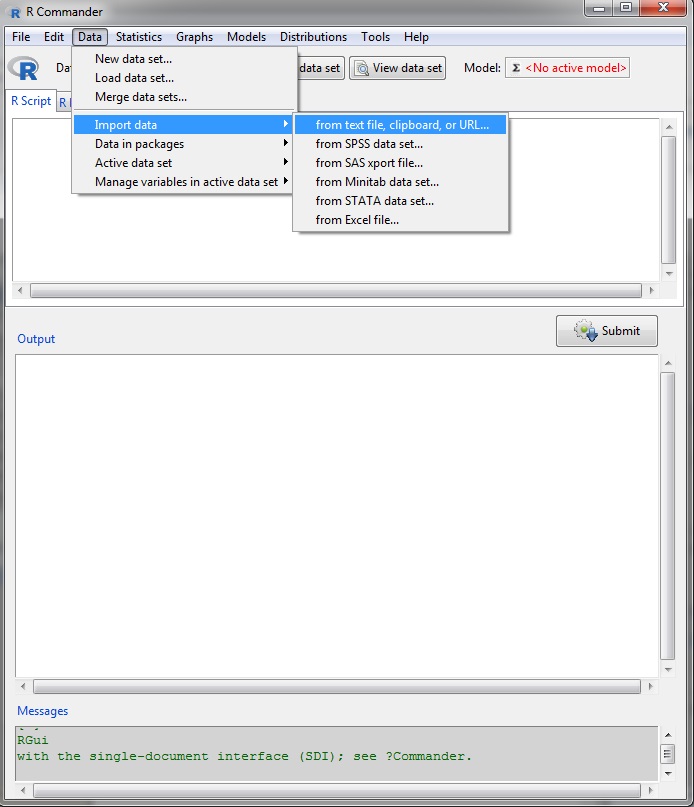 R Commander
File Edit Data Statistics Graphs Models Distributions Tools Help
New data set...
Load data set...
Merge data sets...
Import data
Data in packages
Active data set
Manage variables in active data set
from text file, clipboard, or URL...
from SPSS data set...
from SAS xport file...
from Minitab data set...
from STATA data set...
from Excel file...
R data set View data set Model: Σ <No active model>
R Script R
Submit
Output
Messages
RGui
with the single-document interface (SDI); see ?Commander.